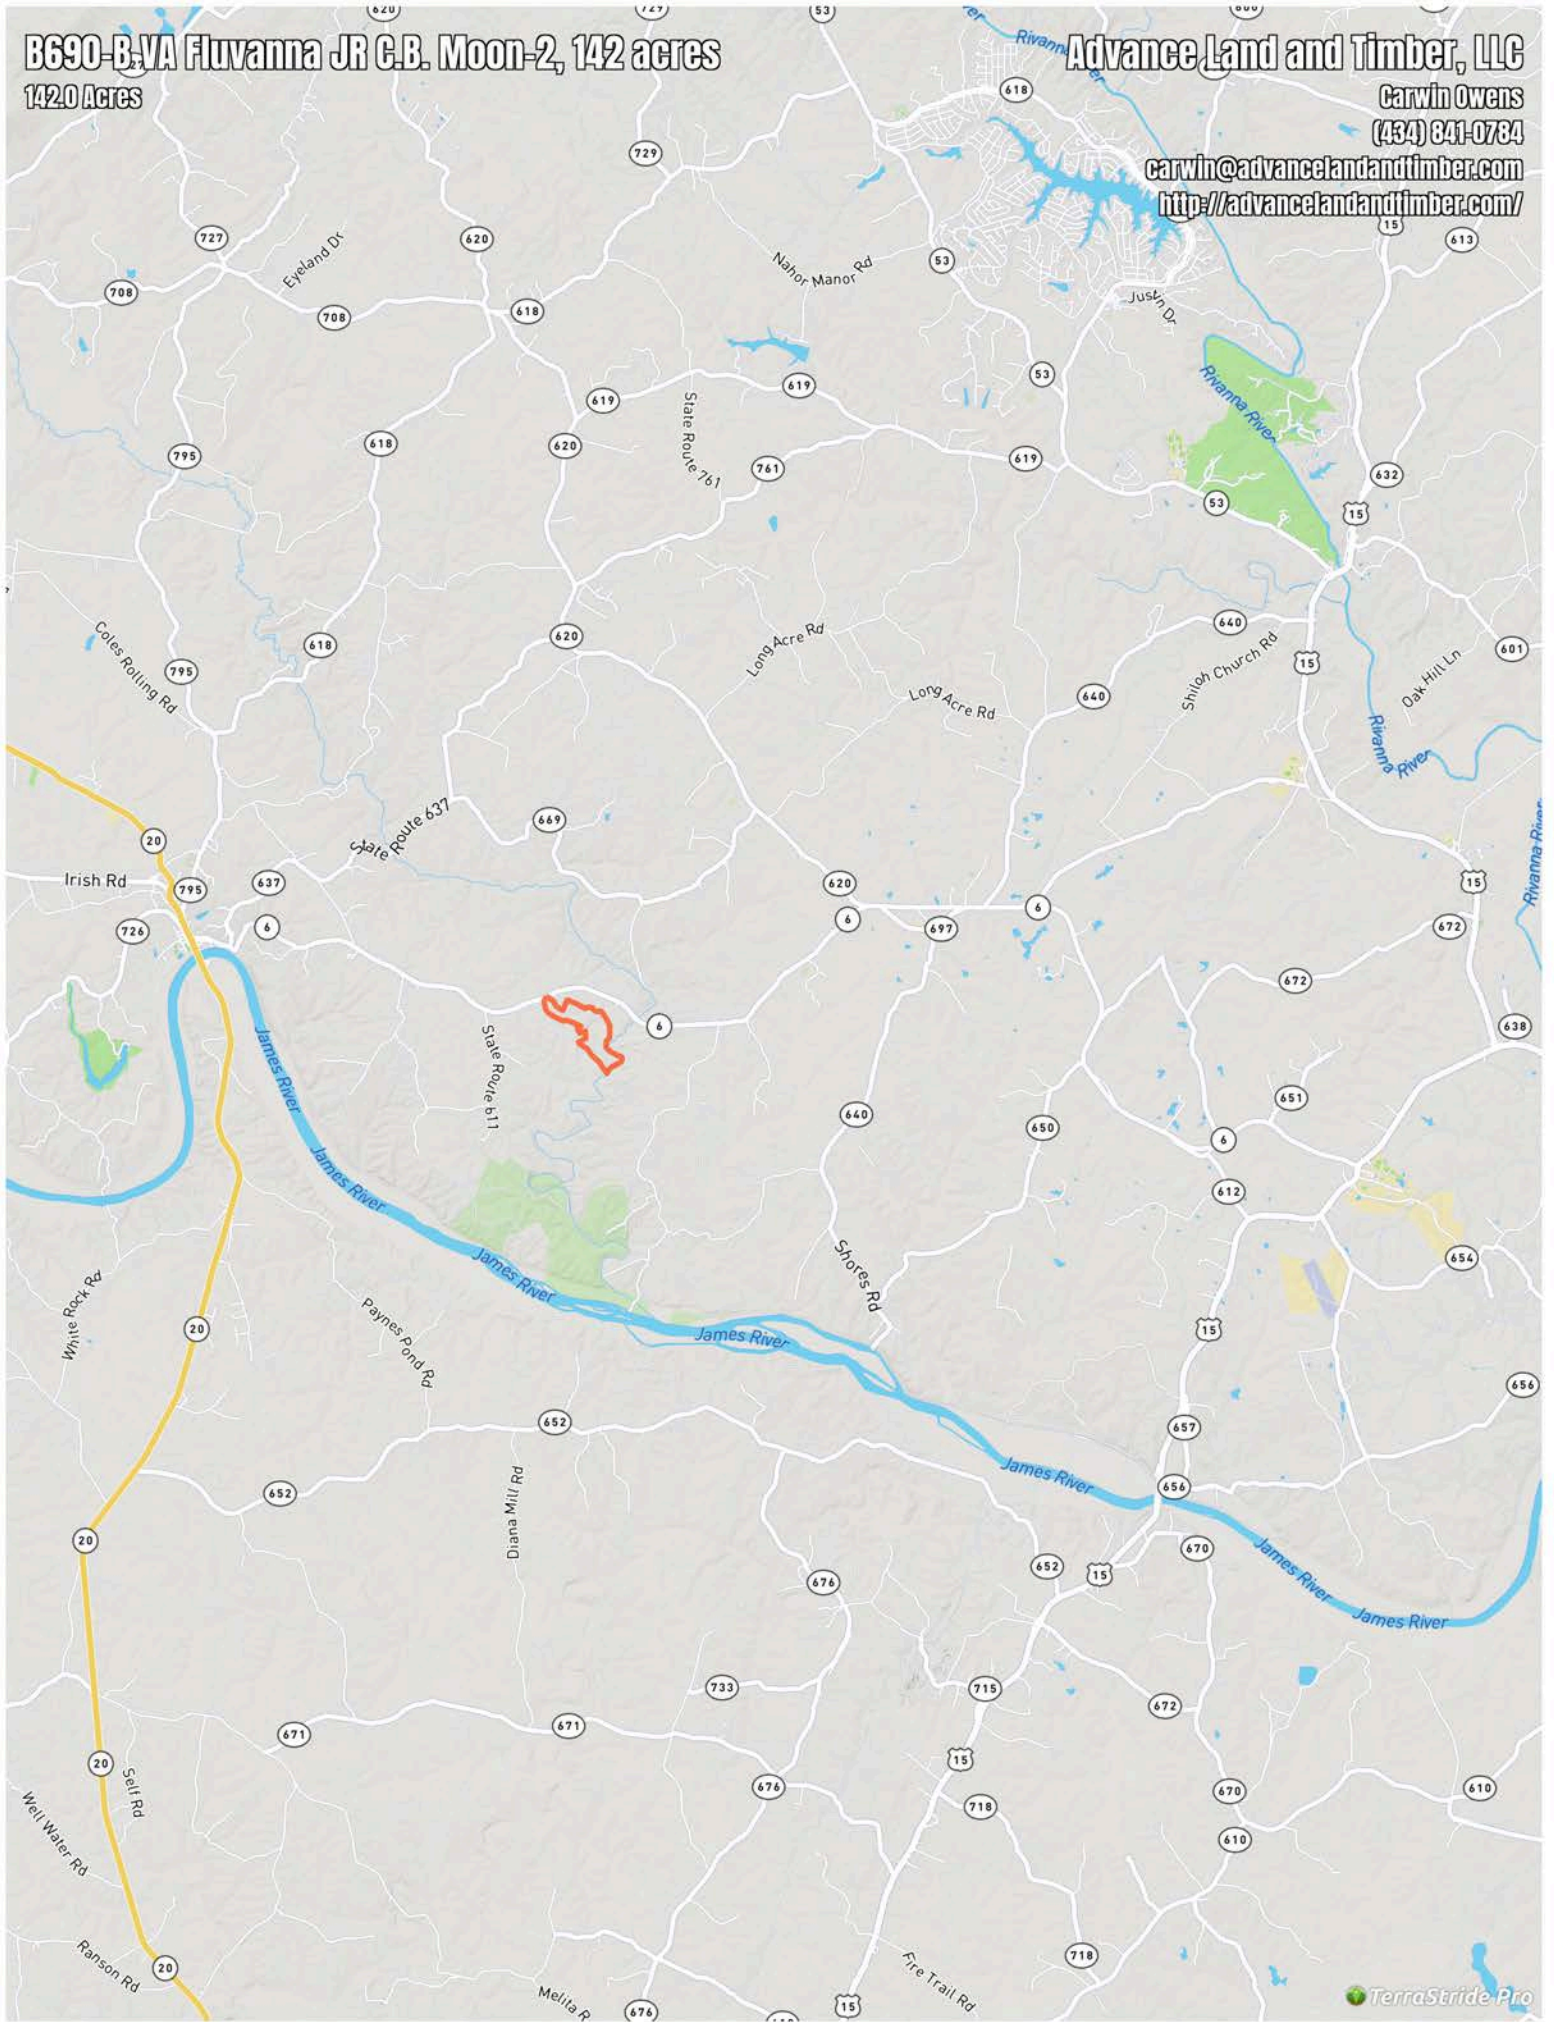 B690-B VA Fluvanna JR C.B. Moon-2, 142 acres
142.0 Acres
Advance Land and Timber, LLC
Carwin Owens
(434) 841-0784
carwin@advancelandandtimber.com
http://advancelandandtimber.com/
620
729
53
Rivanna
618
729
727
Eyeland Dr
620
Nahor Manor Rd
53
15
613
708
708
618
Justin Dr
53
619
619
State Route 761
Rivanna River
795
618
620
761
619
632
53
15
Coles Rolling Rd
795
618
620
Long Acre Rd
Long Acre Rd
640
640
Shiloh Church Rd
15
Oak Hill Ln
601
Rivanna River
20
State Route 637
669
Rivanna River
Irish Rd
795
637
620
6
15
726
6
6
697
672
672
James River
State Route 611
6
638
640
650
651
6
James River
612
James River
Shores Rd
654
White Rock Rd
20
Paynes Pond Rd
James River
15
656
652
657
652
Diana Mill Rd
James River
656
20
676
652
15
670
James River
James River
733
715
672
671
671
20
Self Rd
676
15
718
670
610
Well Water Rd
610
Ranson Rd
20
Melita R
676
15
Fire Trail Rd
718
TerraStride Pro